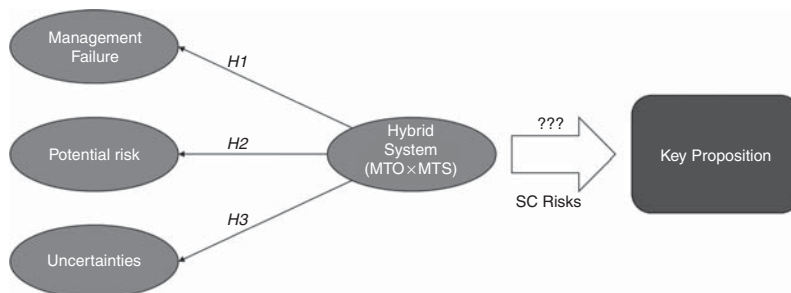 Management
Failure
H1
Potential risk
H2
Hybrid
System
(MTO×MTS)
???
SC Risks
Key Proposition
H3
Uncertainties